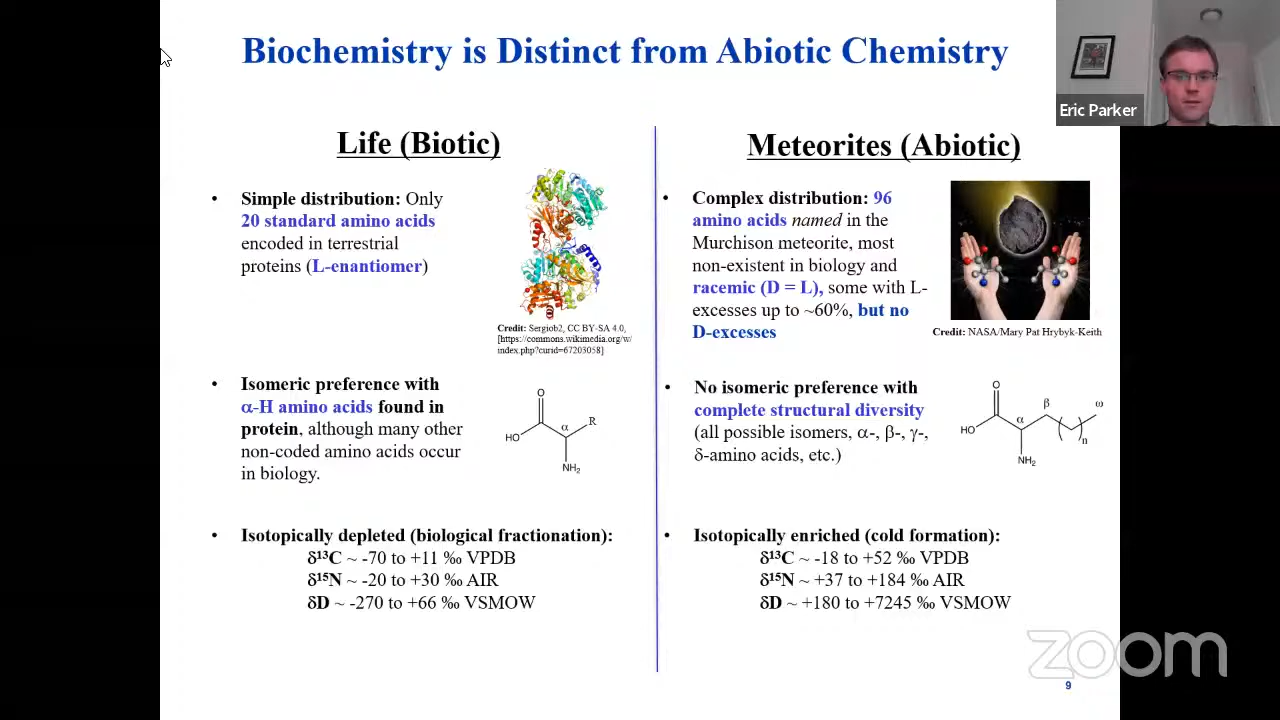 Biochemistry is Distinct from Abiotic Chemistry
Eric Parker
Life (Biotic)
• Simple distribution: Only
20 standard amino acids
encoded in terrestrial
proteins (L-enantiomer)
Credit: Sergiob2, CC BY-SA 4.0,
[https://commons.wikimedia.org/w/
index.php?curid=67203058]
• Isomeric preference with
α-H amino acids found in
protein, although many other
non-coded amino acids occur
in biology.
O
HO
α
R
NH₂
• Isotopically depleted (biological fractionation):
δ¹³C ~ -70 to +11 ‰ VPDB
δ¹⁵N ~ -20 to +30 ‰ AIR
δD ~ -270 to +66 ‰ VSMOW
Meteorites (Abiotic)
• Complex distribution: 96
amino acids named in the
Murchison meteorite, most
non-existent in biology and
racemic (D = L), some with L-
excesses up to ~60%, but no
D-excesses
Credit: NASA/Mary Pat Hrybyk-Keith
• No isomeric preference with
complete structural diversity
(all possible isomers, α-, β-, γ-,
δ-amino acids, etc.)
O
HO
α
β
ω
n
NH₂
• Isotopically enriched (cold formation):
δ¹³C ~ -18 to +52 ‰ VPDB
δ¹⁵N ~ +37 to +184 ‰ AIR
δD ~ +180 to +7245 ‰ VSMOW
zoom
9